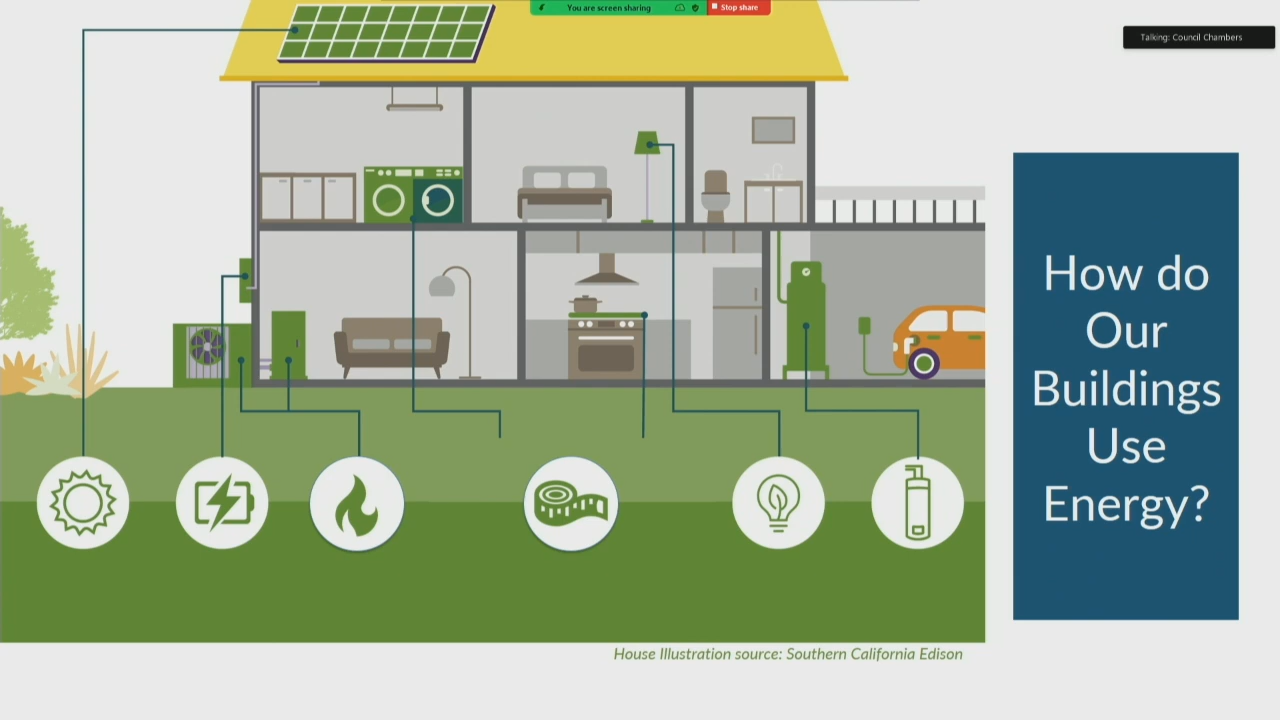 You are screen sharing
Stop share
Talking: Council Chambers
How do
Our
Buildings
Use
Energy?
House Illustration source: Southern California Edison